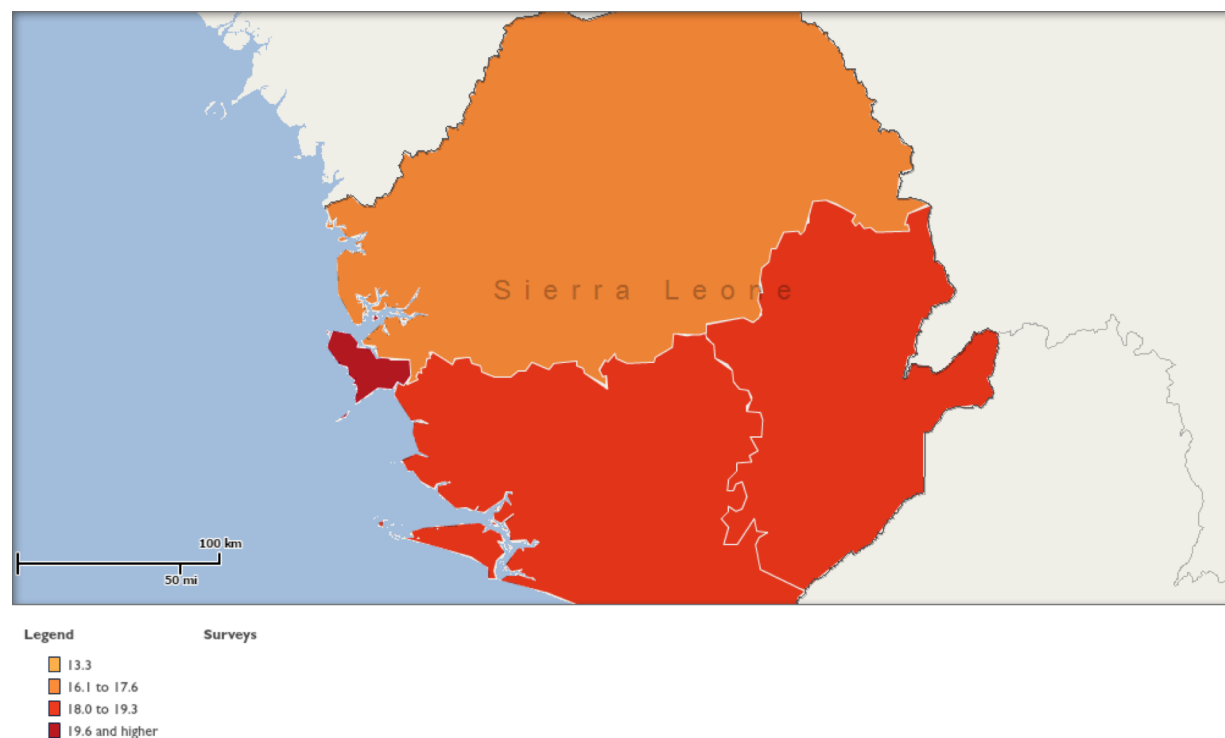 Sierra Leone
100 km
50 mi
Legend Surveys
13.3
16.1 to 17.6
18.0 to 19.3
19.6 and higher